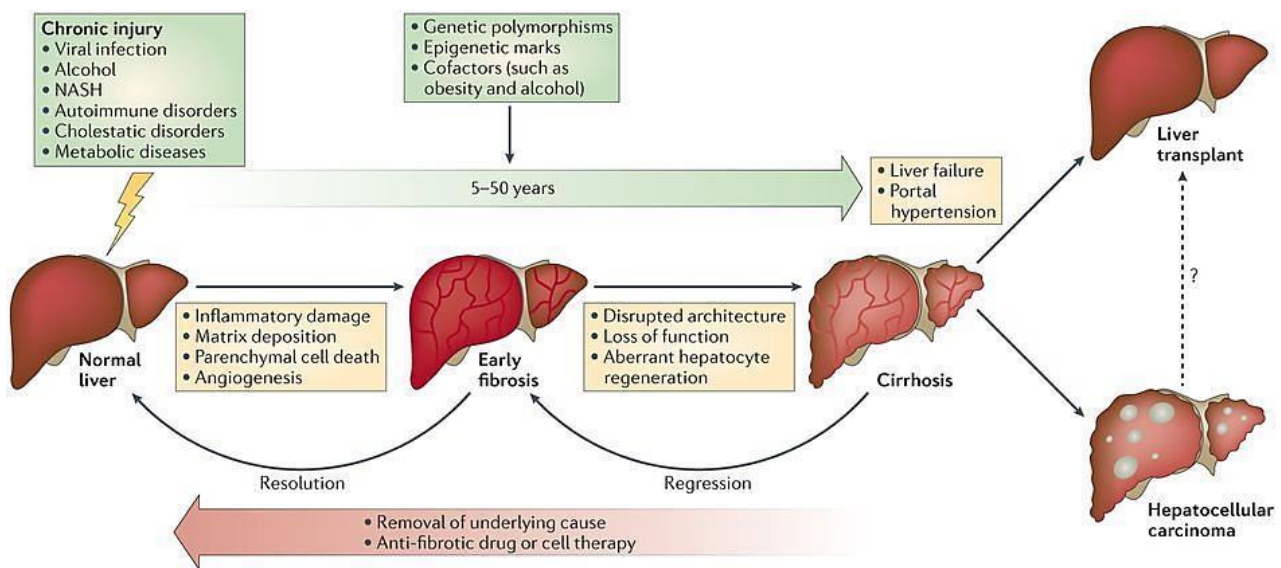 Chronic injury
• Viral infection
• Alcohol
• NASH
• Autoimmune disorders
• Cholestatic disorders
• Metabolic diseases
• Genetic polymorphisms
• Epigenetic marks
• Cofactors (such as
obesity and alcohol)
5–50 years
• Liver failure
• Portal
hypertension
Liver
transplant
Normal
liver
• Inflammatory damage
• Matrix deposition
• Parenchymal cell death
• Angiogenesis
Early
fibrosis
• Disrupted architecture
• Loss of function
• Aberrant hepatocyte
regeneration
Cirrhosis
?
Hepatocellular
carcinoma
Resolution
Regression
• Removal of underlying cause
• Anti-fibrotic drug or cell therapy